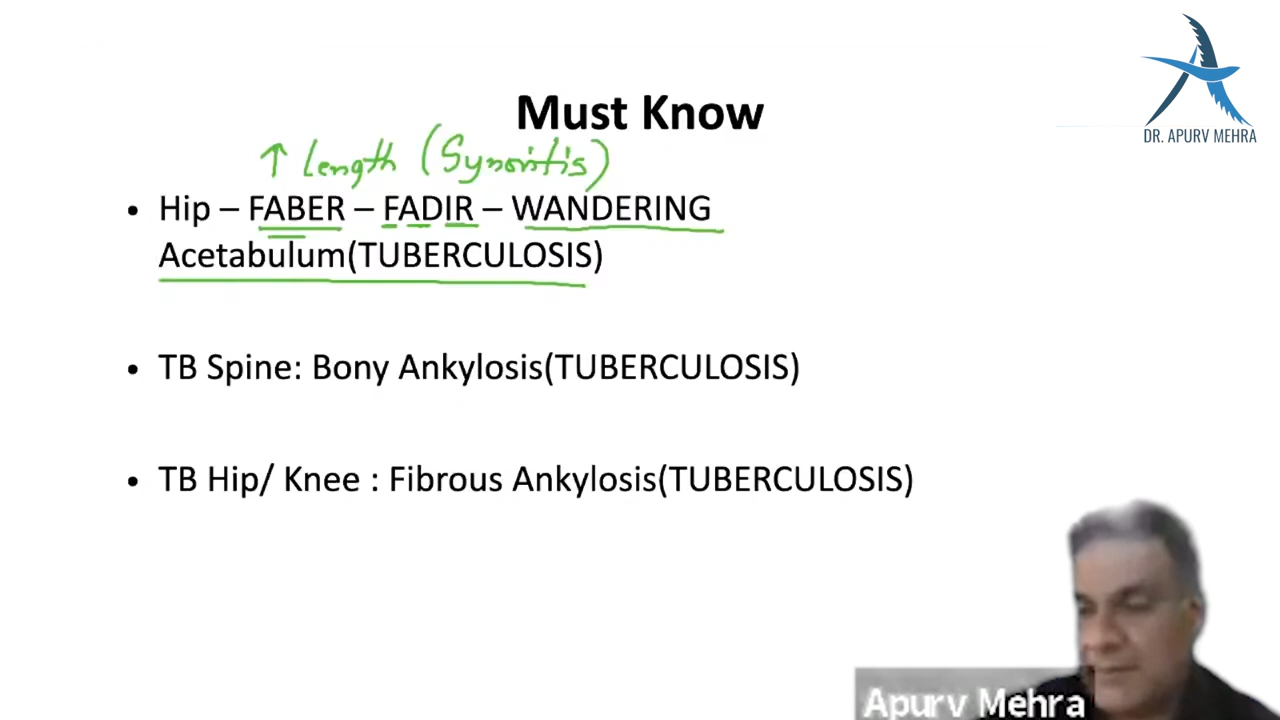 DR. APURV MEHRA
Must Know
↑ Length (Synovitis)
• Hip – FABER – FADIR – WANDERING
Acetabulum(TUBERCULOSIS)
• TB Spine: Bony Ankylosis(TUBERCULOSIS)
• TB Hip/ Knee : Fibrous Ankylosis(TUBERCULOSIS)
Apurv Mehra